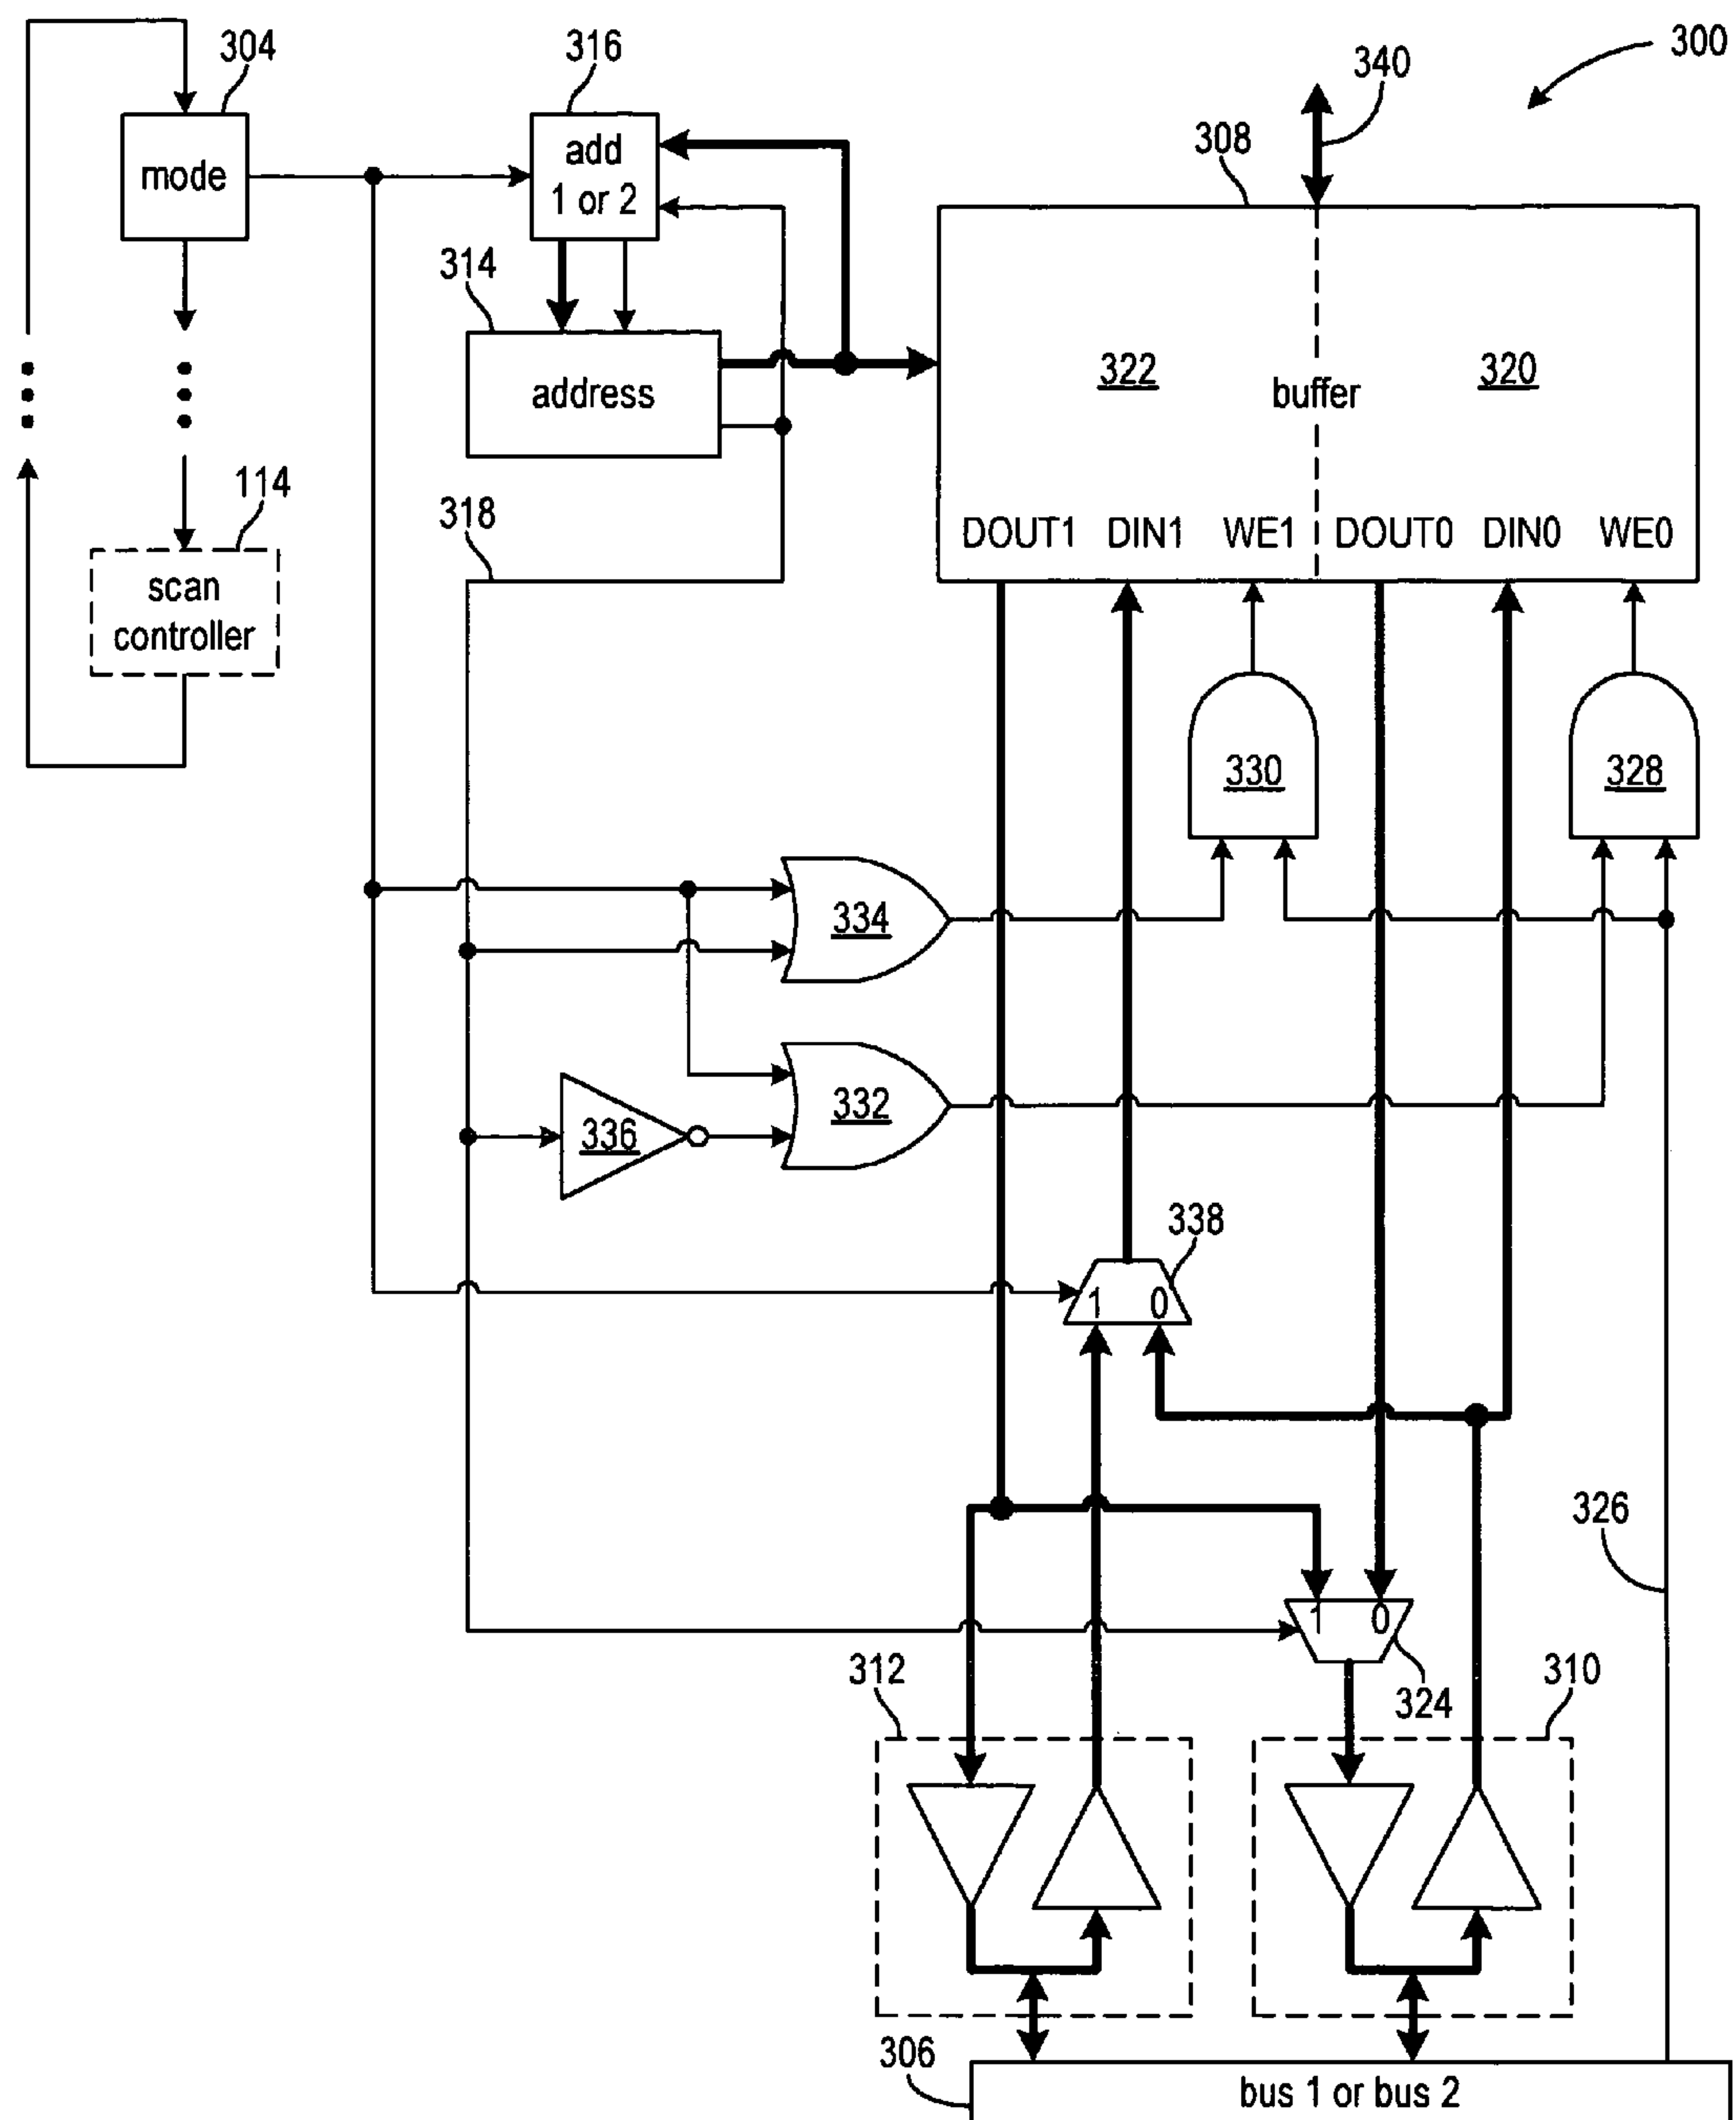 304
316
340
300
mode
add
1 or 2
308
314
address
322
buffer
320
114
318
DOUT1 DIN1 WE1 DOUT0 DIN0 WE0
scan
controller
330
328
334
332
336
338
1 0
326
1 0
312
324
310
306
bus 1 or bus 2